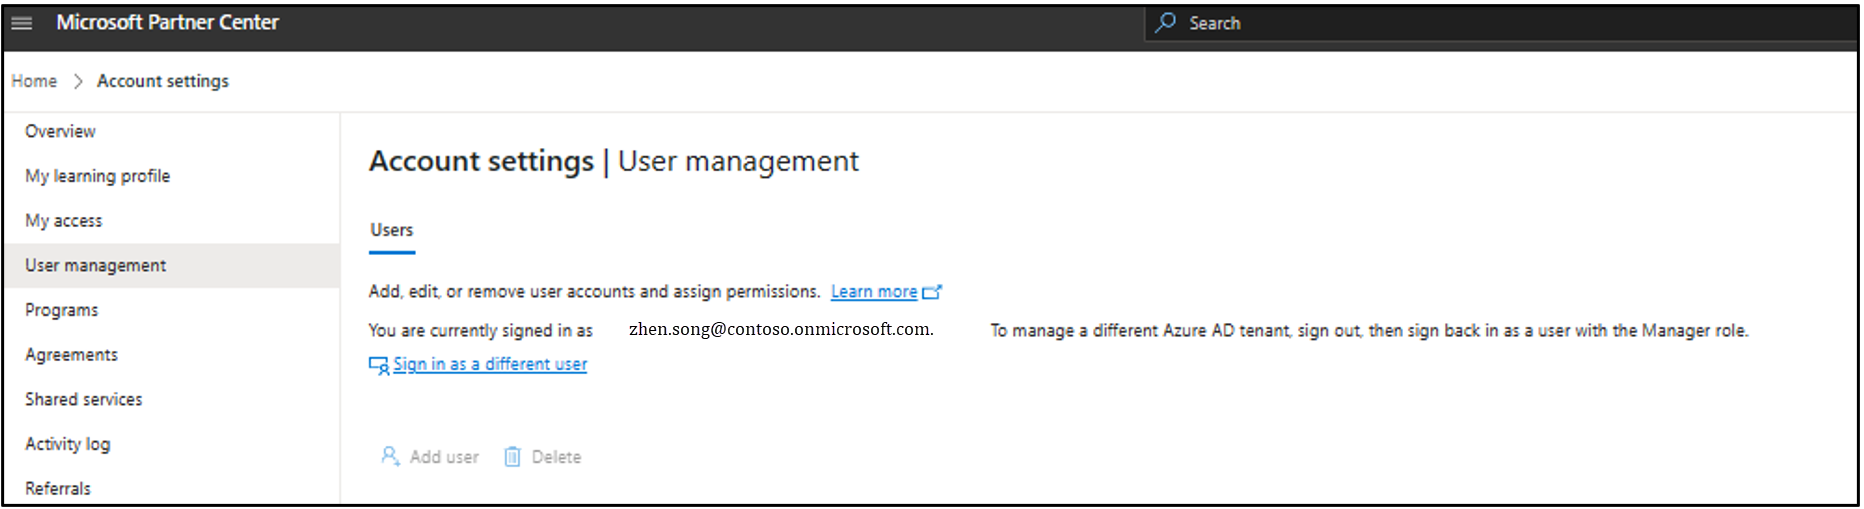 Microsoft Partner Center
Search
Home > Account settings
Overview
My learning profile
My access
User management
Programs
Agreements
Shared services
Activity log
Referrals
Account settings | User management
Users
Add, edit, or remove user accounts and assign permissions. Learn more
You are currently signed in as zhen.song@contoso.onmicrosoft.com. To manage a different Azure AD tenant, sign out, then sign back in as a user with the Manager role.
Sign in as a different user
Add user Delete